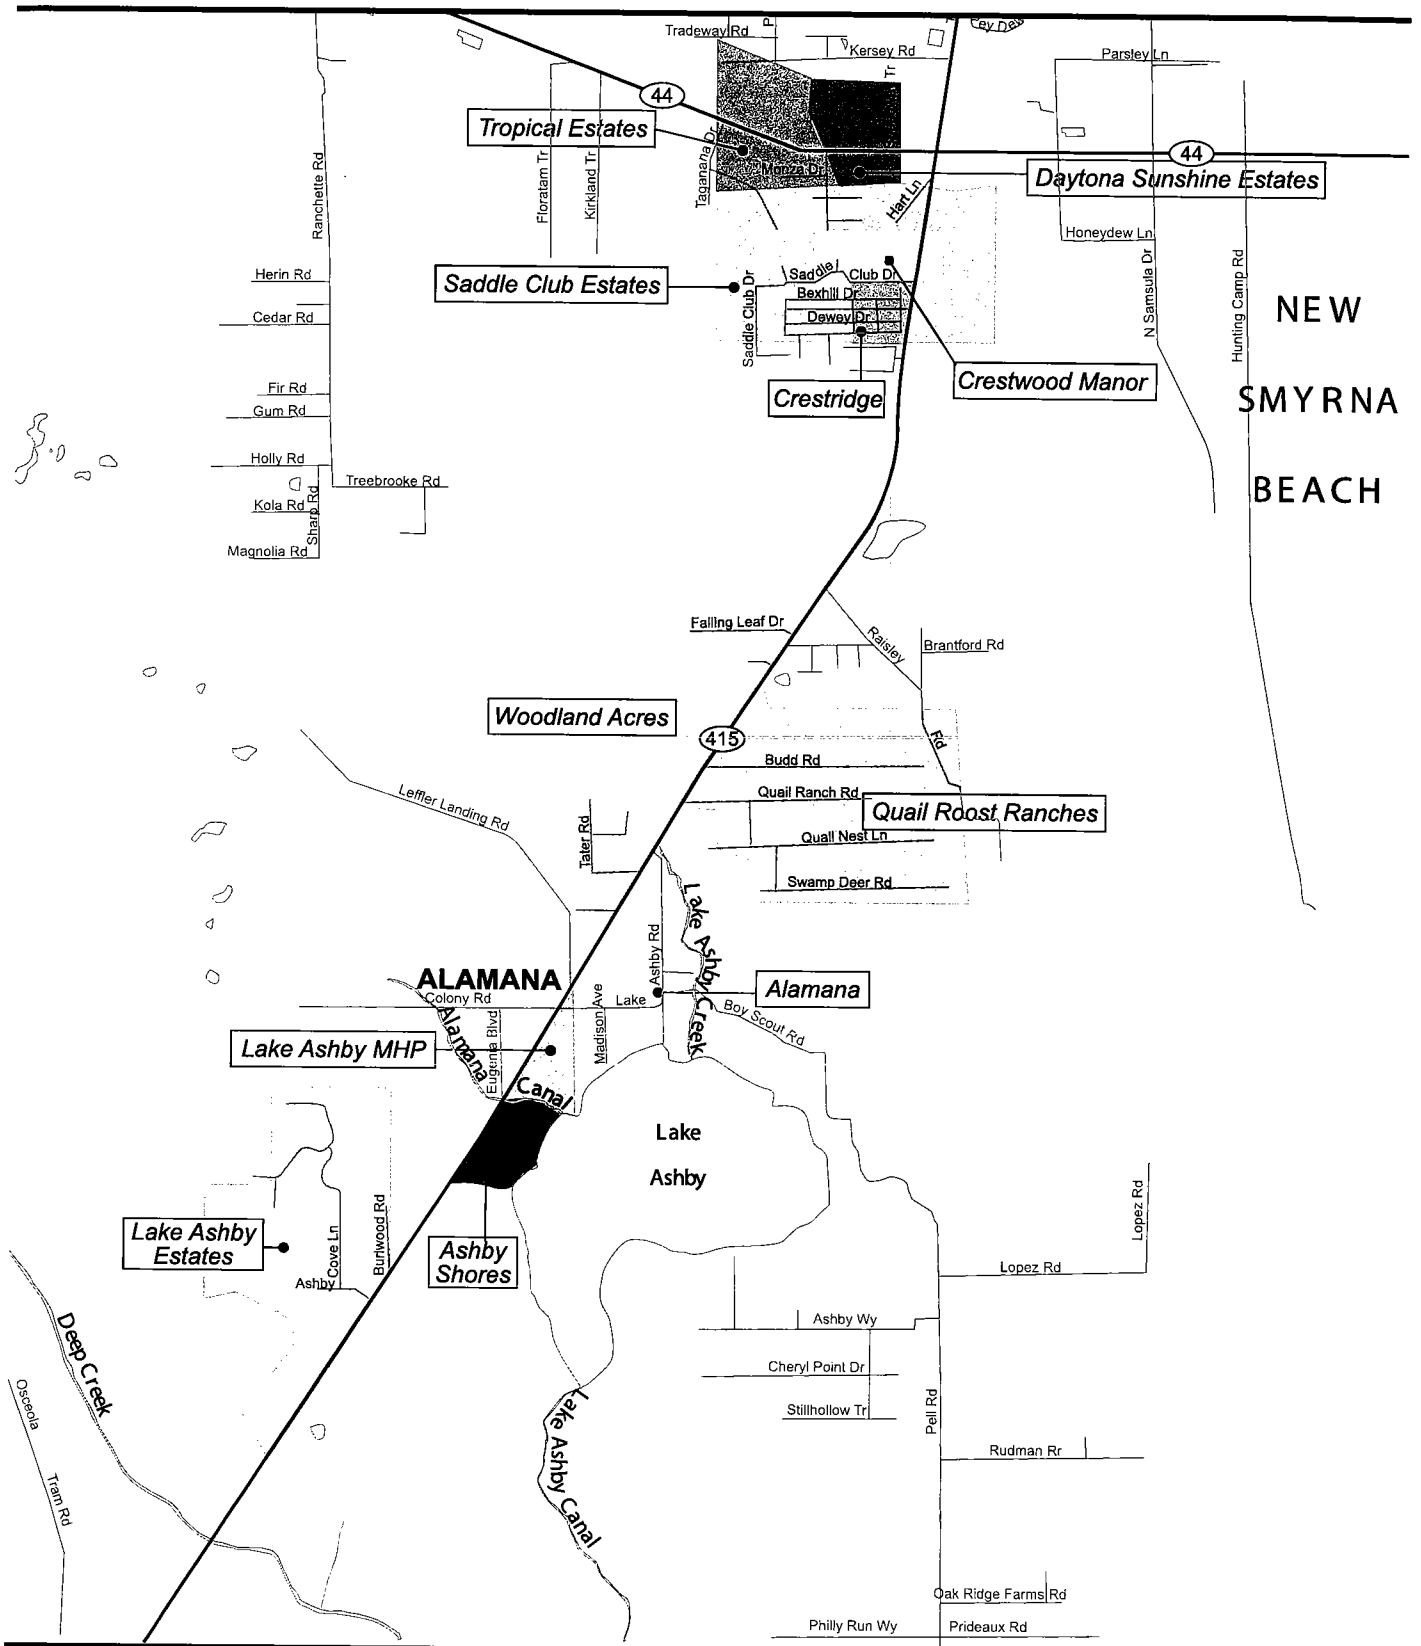 Tradeway Rd
P
T
cey Dey
Kersey Rd
Parsley Ln
Tr
44
Tropical Estates
44
Taganana Dr
Monza Dr
Daytona Sunshine Estates
Ranchette Rd
Floratam Tr
Kirkland Tr
Hart Ln
Honeydew Ln
Herin Rd
Saddle Club Estates
Saddle Club Dr
Saddle Club Dr
Bexhill Dr
N Samsula Dr
Hunting Camp Rd
NEW
Cedar Rd
Dewey Dr
Crestridge
Crestwood Manor
Fir Rd
SMYRNA
Gum Rd
Holly Rd
Treebrooke Rd
BEACH
Kola Rd
Sharp Rd
Magnolia Rd
Falling Leaf Dr
Raisley Rd
Brantford Rd
Woodland Acres
415
Budd Rd
Quail Ranch Rd
Leffler Landing Rd
Quail Roost Ranches
Tater Rd
Quail Nest Ln
Swamp Deer Rd
Lake Ashby Creek
Ashby Rd
ALAMANA
Alamana
Colony Rd
Lake
Madison Ave
Boy Scout Rd
Alamana Canal
Eugenia Blvd
Lake Ashby MHP
Lake
Ashby
Lopez Rd
Burlwood Rd
Lake Ashby
Estates
Cove Ln
Ashby
Shores
Ashby
Lopez Rd
Deep Creek
Ashby Wy
Cheryl Point Dr
Osceola Tram Rd
Stillhollow Tr
Pell Rd
Lake Ashby Canal
Rudman Rr
Oak Ridge Farms Rd
Philly Run Wy
Prideaux Rd